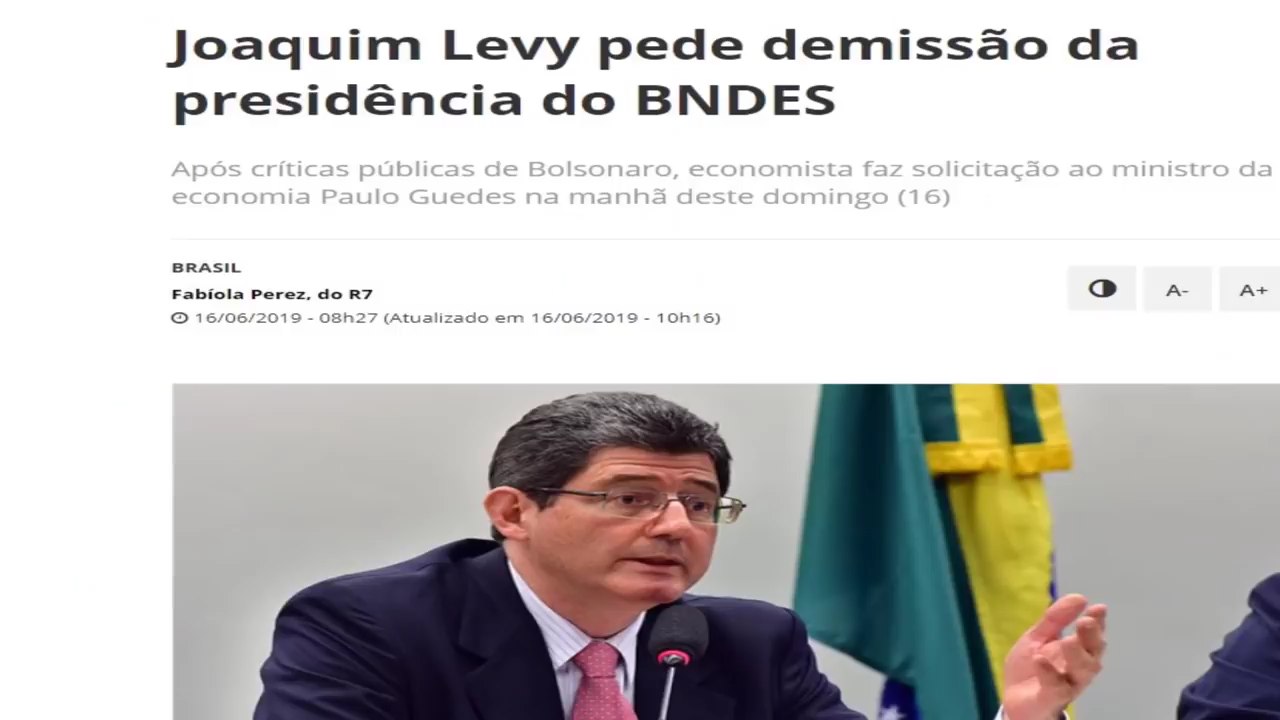 Joaquim Levy pede demissão da
presidência do BNDES
Após críticas públicas de Bolsonaro, economista faz solicitação ao ministro da
economia Paulo Guedes na manhã deste domingo (16)
BRASIL
Fabíola Perez, do R7
16/06/2019 - 08h27 (Atualizado em 16/06/2019 - 10h16)
A- A+